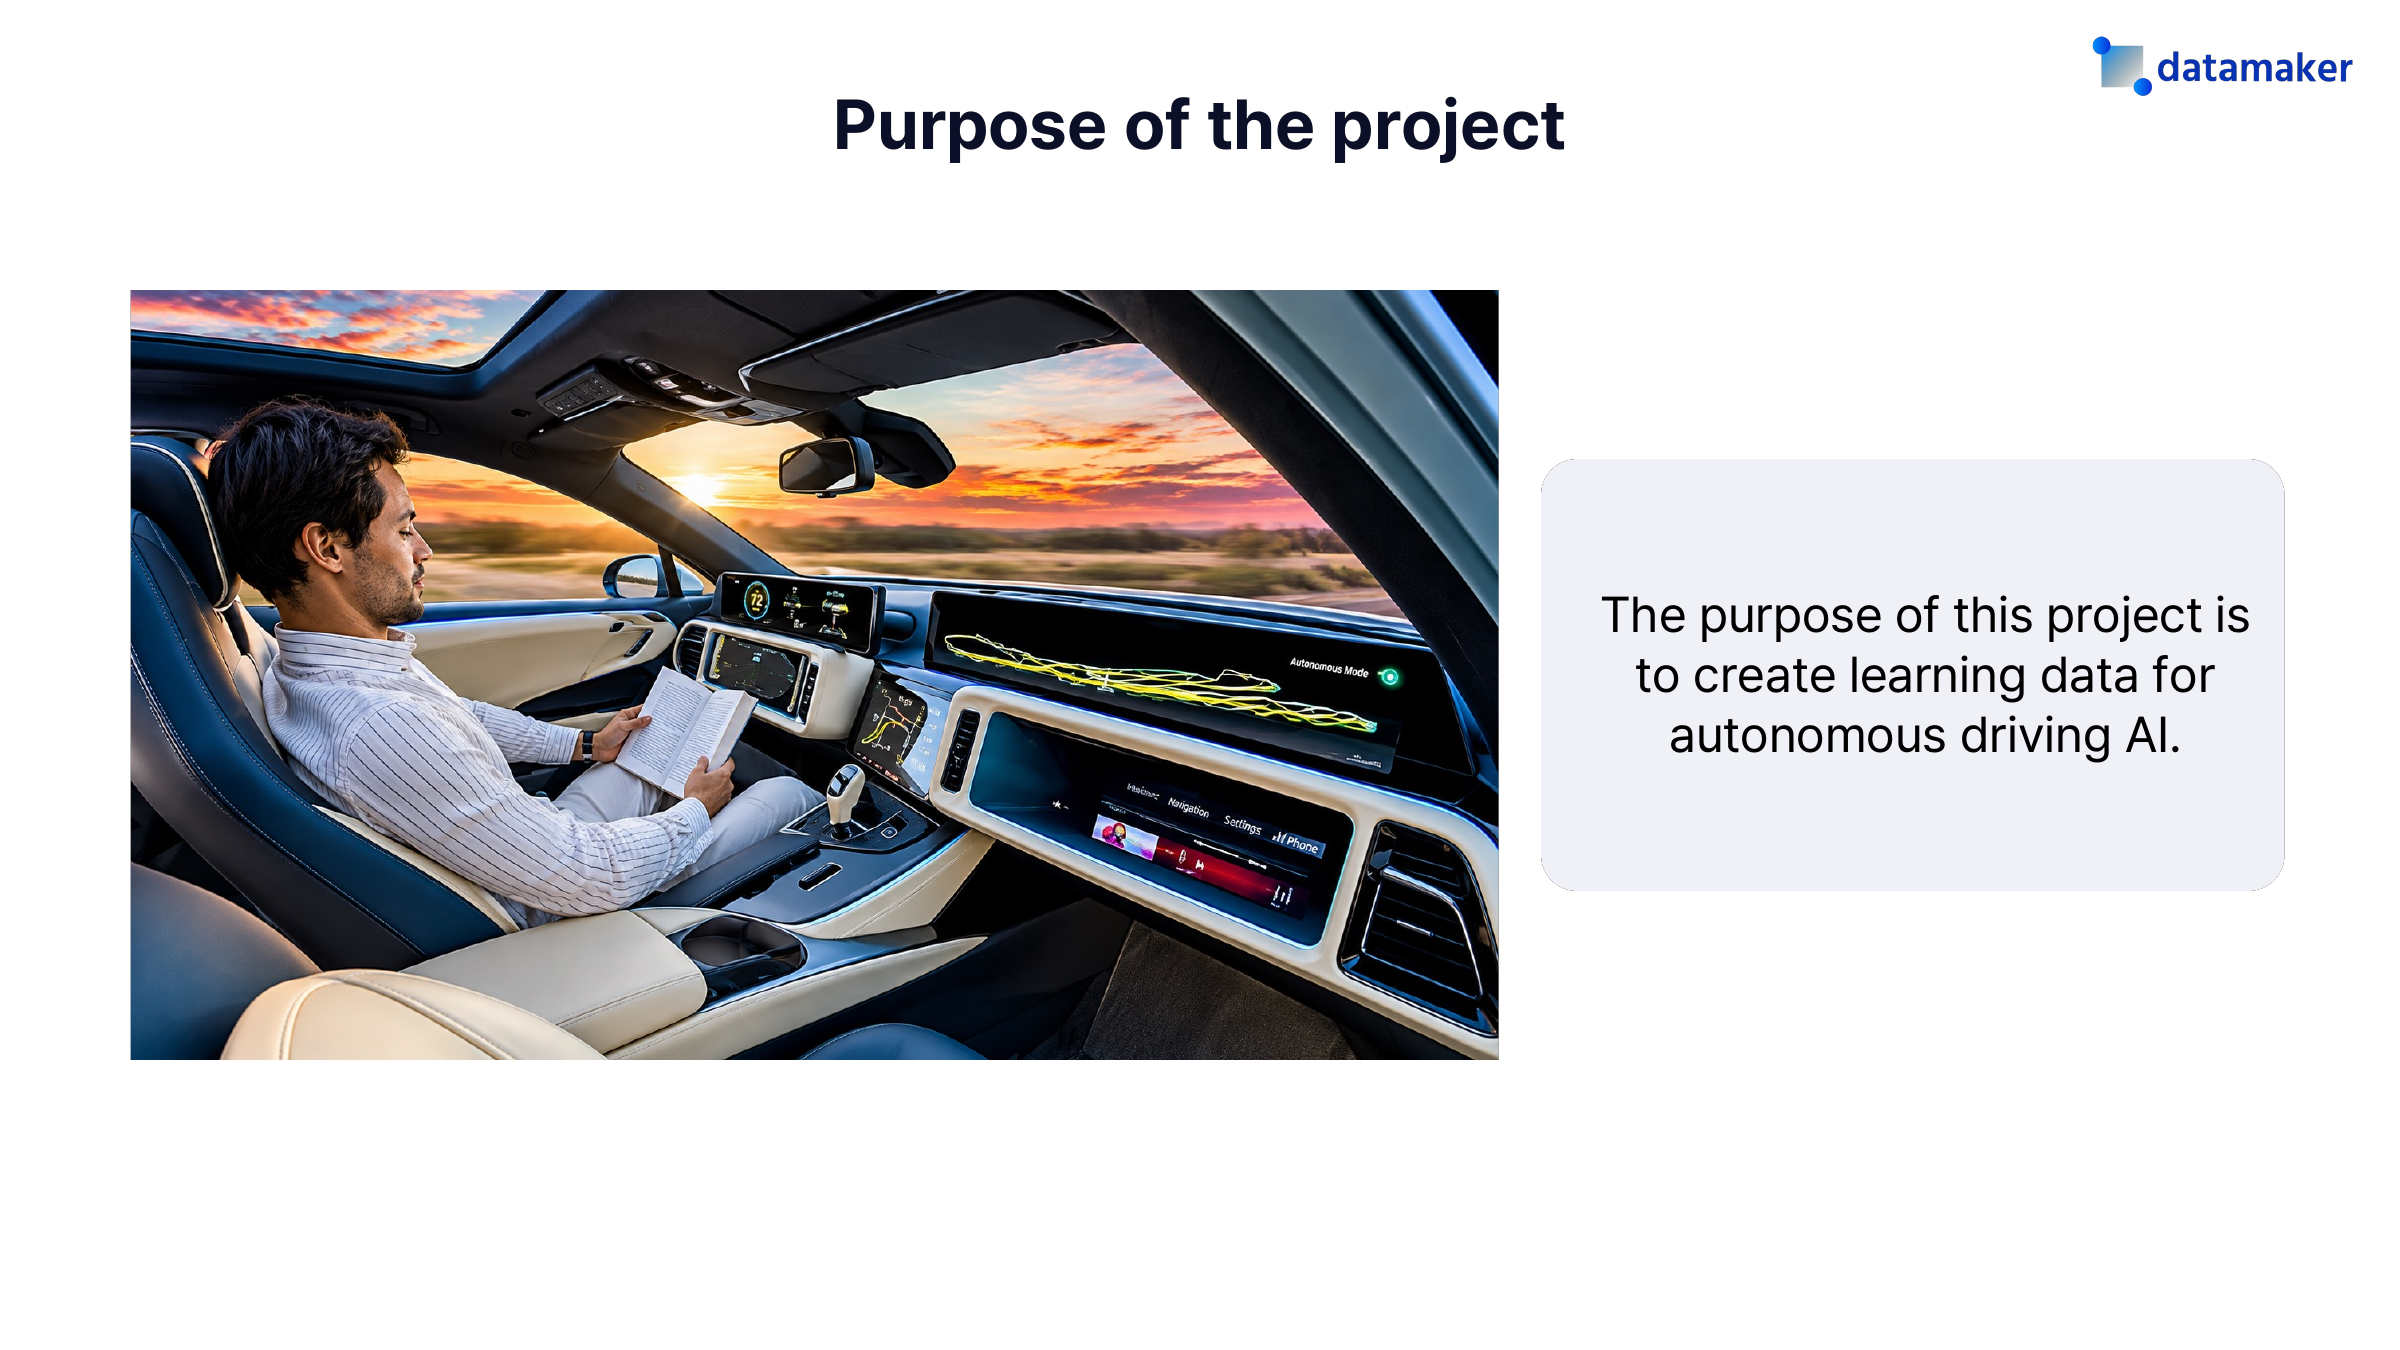 datamaker
Purpose of the project
The purpose of this project is
to create learning data for
autonomous driving AI.
72
Autonomous Mode
Navigation
Settings
Phone